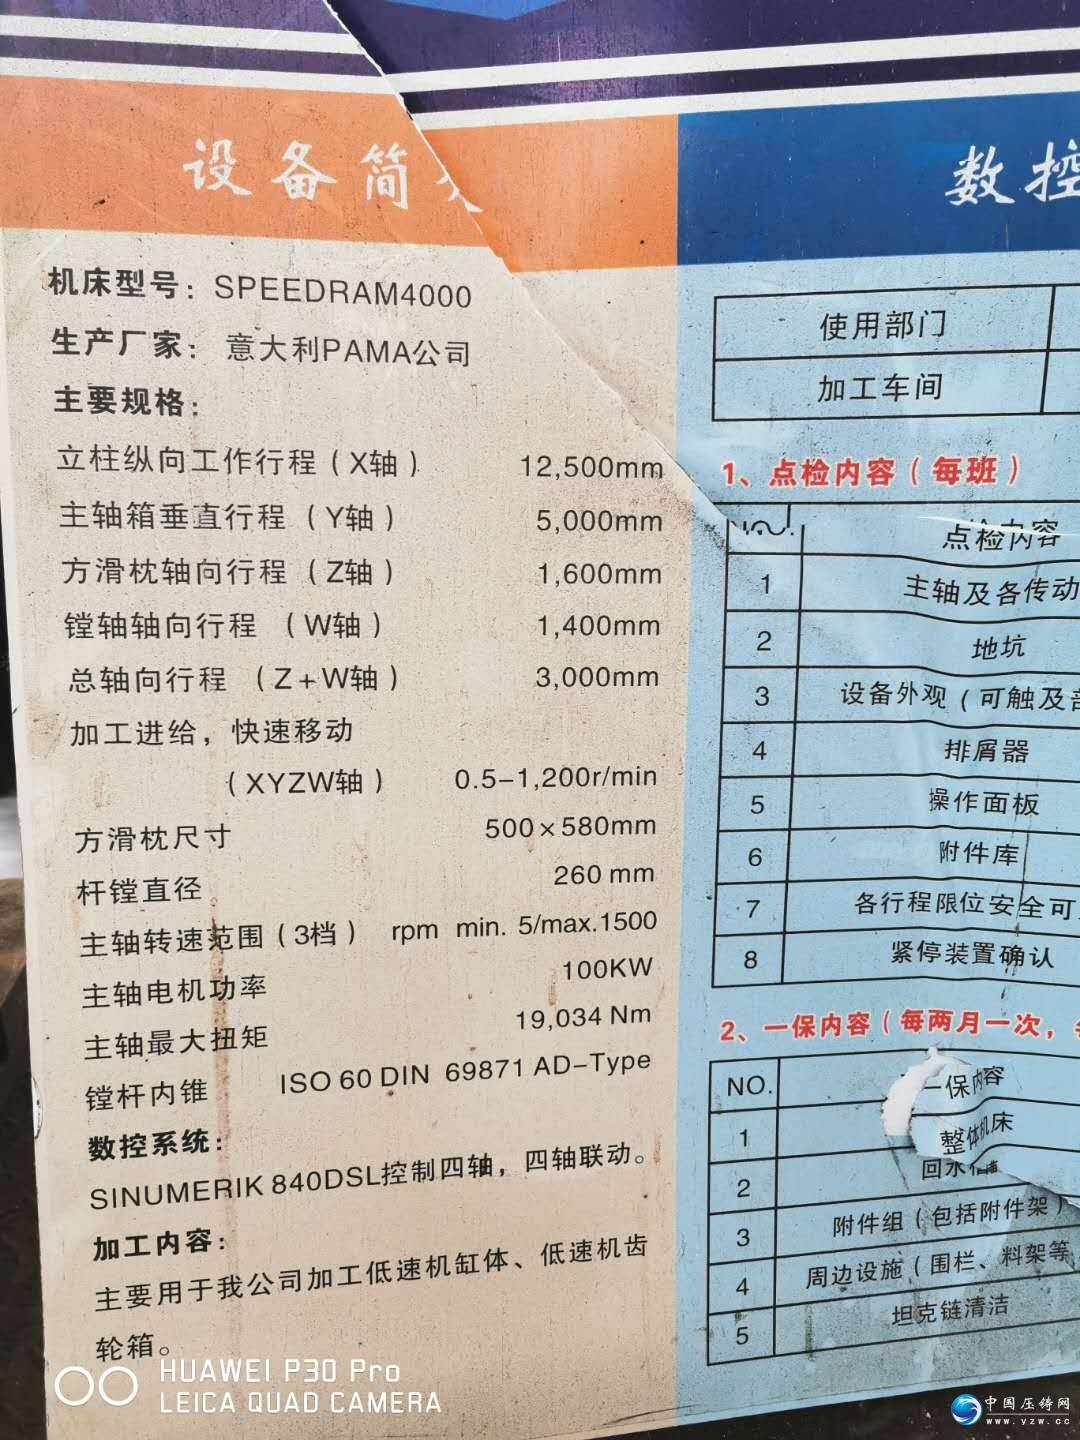 设备简
机床型号：SPEEDRAM4000
生产厂家：意大利PAMA公司
主要规格：
立柱纵向工作行程（X轴） 12,500mm
主轴箱垂直行程（Y轴） 5,000mm
方滑枕轴向行程（Z轴） 1,600mm
镗轴轴向行程（W轴） 1,400mm
总轴向行程（Z+W轴） 3,000mm
加工进给，快速移动
（XYZW轴） 0.5-1,200r/min
方滑枕尺寸 500×580mm
杆镗直径 260 mm
主轴转速范围（3档） rpm min. 5/max.1500
主轴电机功率 100KW
主轴最大扭矩 19,034 Nm
镗杆内锥 ISO 60 DIN 69871 AD-Type
数控系统：
SINUMERIK 840DSL控制四轴，四轴联动。
加工内容：
主要用于我公司加工低速机缸体、低速机齿
轮箱。
数控
使用部门
加工车间
1、点检内容（每班）
点检内容
1 主轴及各传动
2 地坑
3 设备外观（可触及
4 排屑器
5 操作面板
6 附件库
7 各行程限位安全可
8 紧停装置确认
2、一保内容（每两月一次，
NO. 一保内容
1 整体机床
2 回水
3 附件组（包括附件架）
4 周边设施（围栏、料架等
5 坦克链清洁
HUAWEI P30 Pro
LEICA QUAD CAMERA
中国压铸网
www.yzw.cc